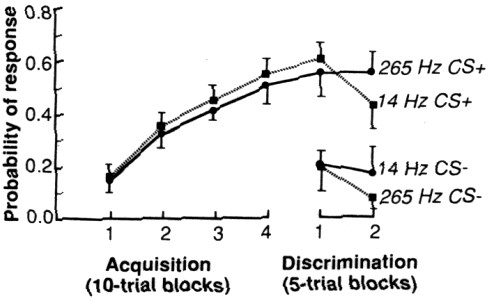 Probability of response
0.8
0.6
0.4
0.2
0.0
265 Hz CS+
14 Hz CS+
14 Hz CS-
265 Hz CS-
1 2 3 4 1 2
Acquisition Discrimination
(10-trial blocks) (5-trial blocks)